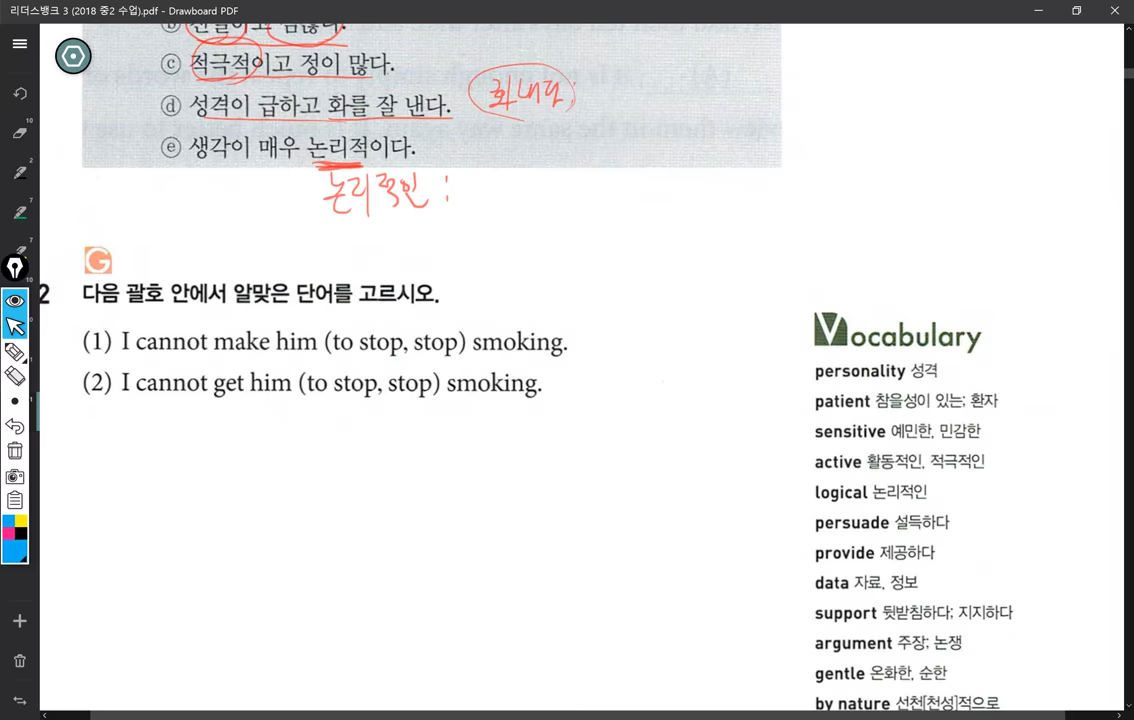 리더스뱅크 3 (2018 중2 수업).pdf - Drawboard PDF
ⓑ 친절하고 점잖다.
ⓒ 적극적이고 정이 많다.
ⓓ 성격이 급하고 화를 잘 낸다.
화내다;
ⓔ 생각이 매우 논리적이다.
논리적인 :
G
2 다음 괄호 안에서 알맞은 단어를 고르시오.
(1) I cannot make him (to stop, stop) smoking.
(2) I cannot get him (to stop, stop) smoking.
Vocabulary
personality 성격
patient 참을성이 있는; 환자
sensitive 예민한, 민감한
active 활동적인, 적극적인
logical 논리적인
persuade 설득하다
provide 제공하다
data 자료, 정보
support 뒷받침하다; 지지하다
argument 주장; 논쟁
gentle 온화한, 순한
by nature 선천[천성]적으로